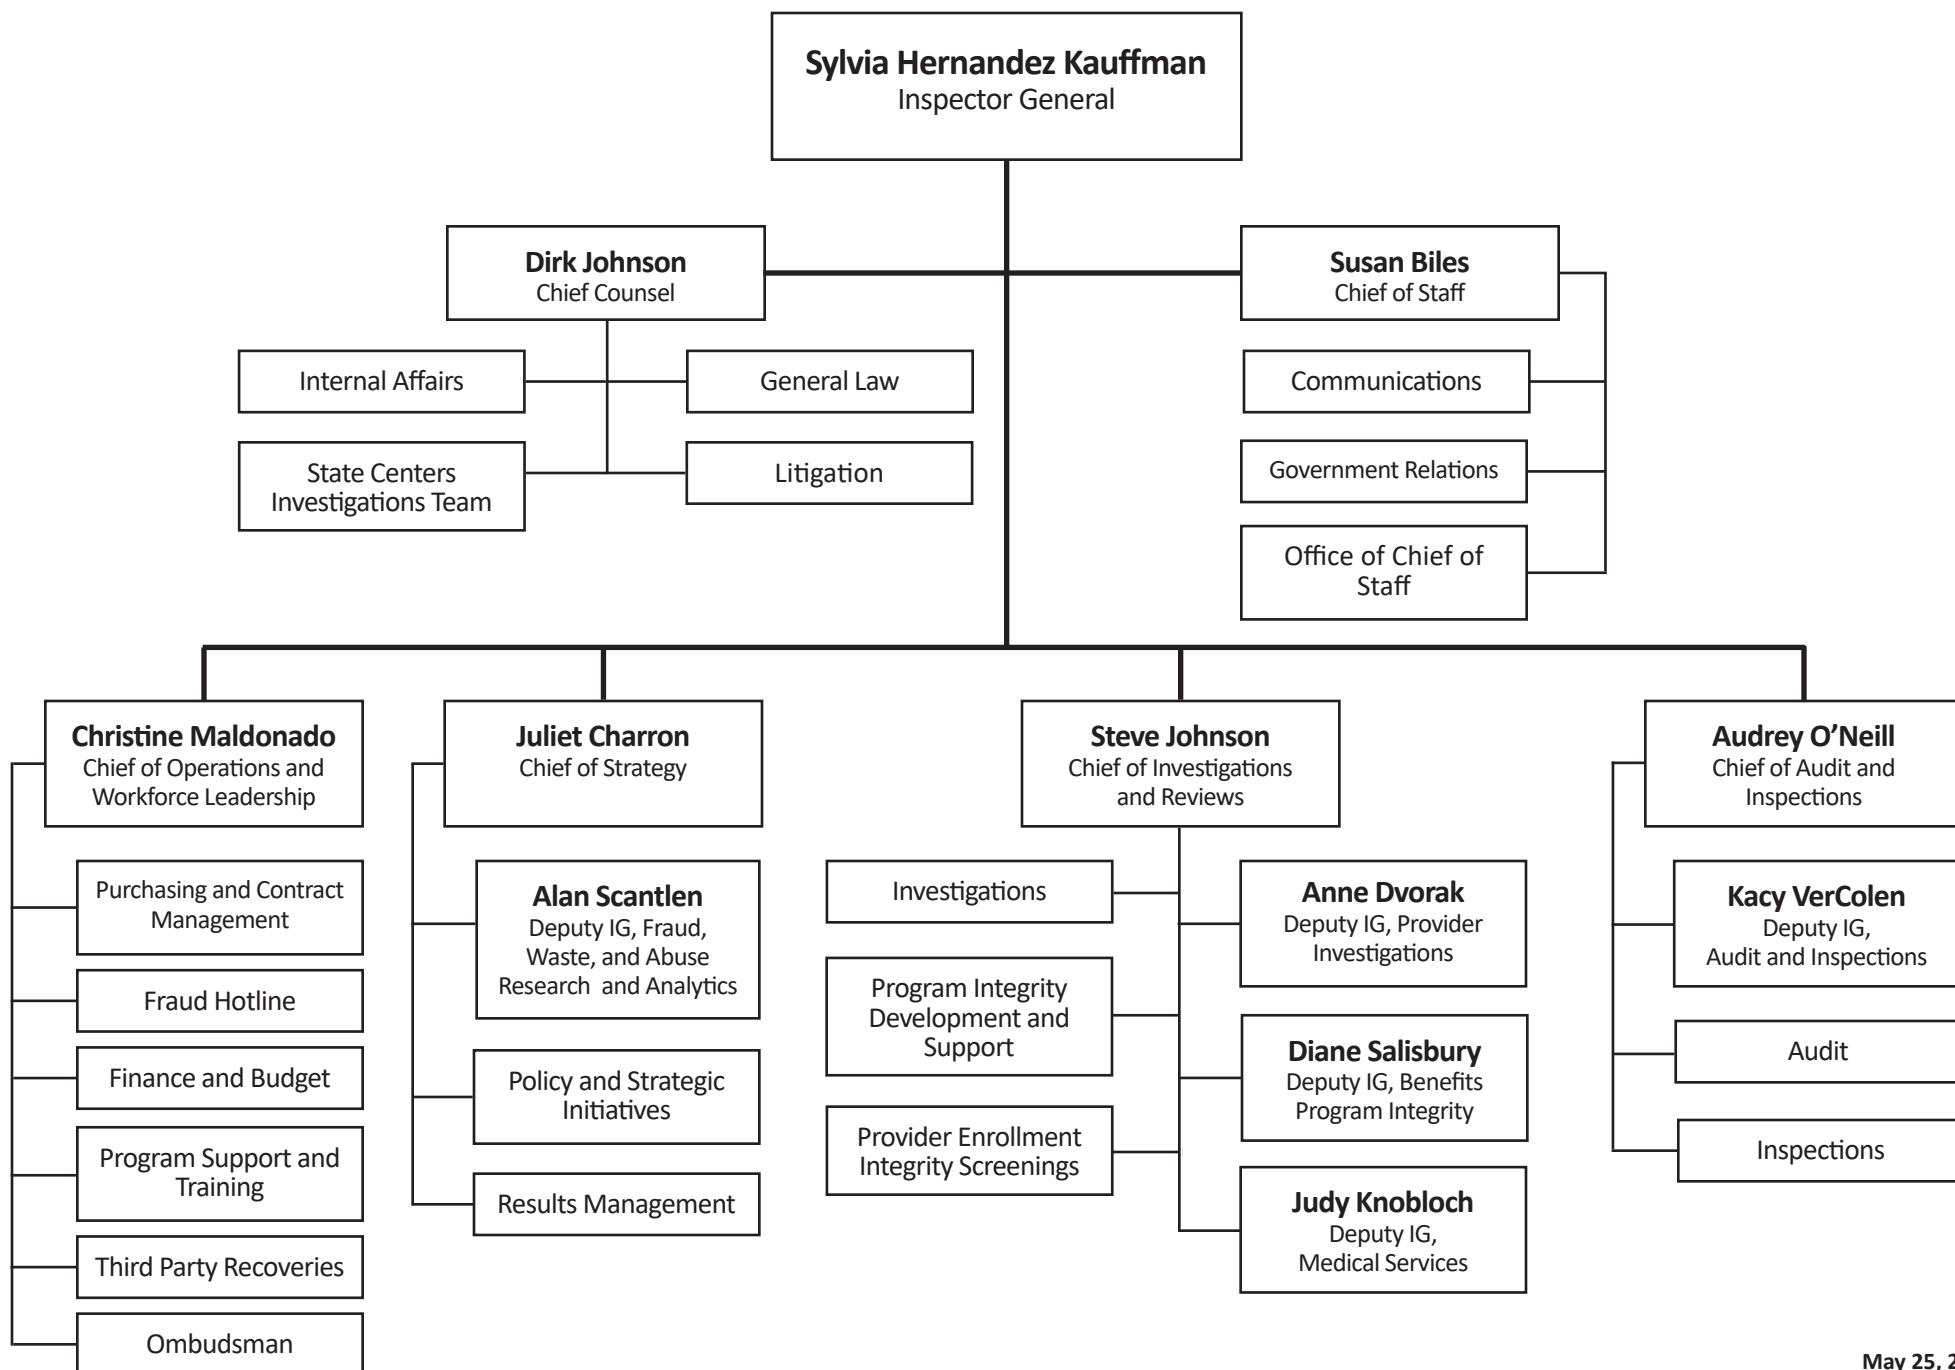 Sylvia Hernandez Kauffman
Inspector General
Dirk Johnson
Chief Counsel
Internal Affairs
General Law
State Centers
Investigations Team
Litigation
Susan Biles
Chief of Staff
Communications
Government Relations
Office of Chief of
Staff
Christine Maldonado
Chief of Operations and
Workforce Leadership
Purchasing and Contract
Management
Fraud Hotline
Finance and Budget
Program Support and
Training
Third Party Recoveries
Ombudsman
Juliet Charron
Chief of Strategy
Alan Scantlen
Deputy IG, Fraud,
Waste, and Abuse
Research and Analytics
Policy and Strategic
Initiatives
Results Management
Steve Johnson
Chief of Investigations
and Reviews
Investigations
Program Integrity
Development and
Support
Provider Enrollment
Integrity Screenings
Anne Dvorak
Deputy IG, Provider
Investigations
Diane Salisbury
Deputy IG, Benefits
Program Integrity
Judy Knobloch
Deputy IG,
Medical Services
Audrey O’Neill
Chief of Audit and
Inspections
Kacy VerColen
Deputy IG,
Audit and Inspections
Audit
Inspections
May 25, 2